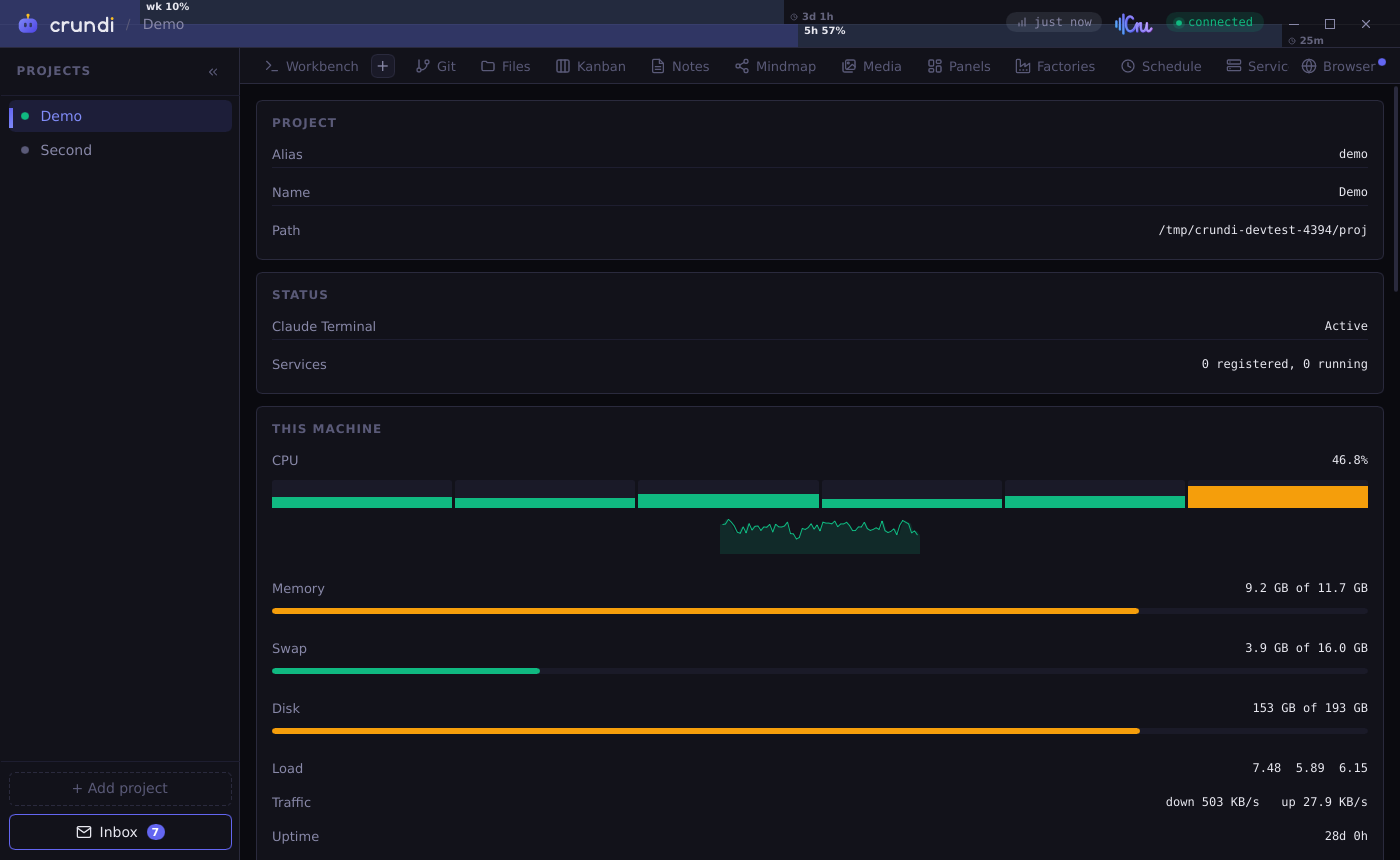 wk 10%
crundi / Demo
3d 1h
5h 57%
just now
Cru
connected
25m
PROJECTS «
Workbench + Git Files Kanban Notes Mindmap Media Panels Factories Schedule Servic Browser
Demo
Second
PROJECT
Alias demo
Name Demo
Path /tmp/crundi-devtest-4394/proj
STATUS
Claude Terminal Active
Services 0 registered, 0 running
THIS MACHINE
CPU 46.8%
Memory 9.2 GB of 11.7 GB
Swap 3.9 GB of 16.0 GB
Disk 153 GB of 193 GB
Load 7.48 5.89 6.15
Traffic down 503 KB/s up 27.9 KB/s
Uptime 28d 0h
+ Add project
Inbox 7